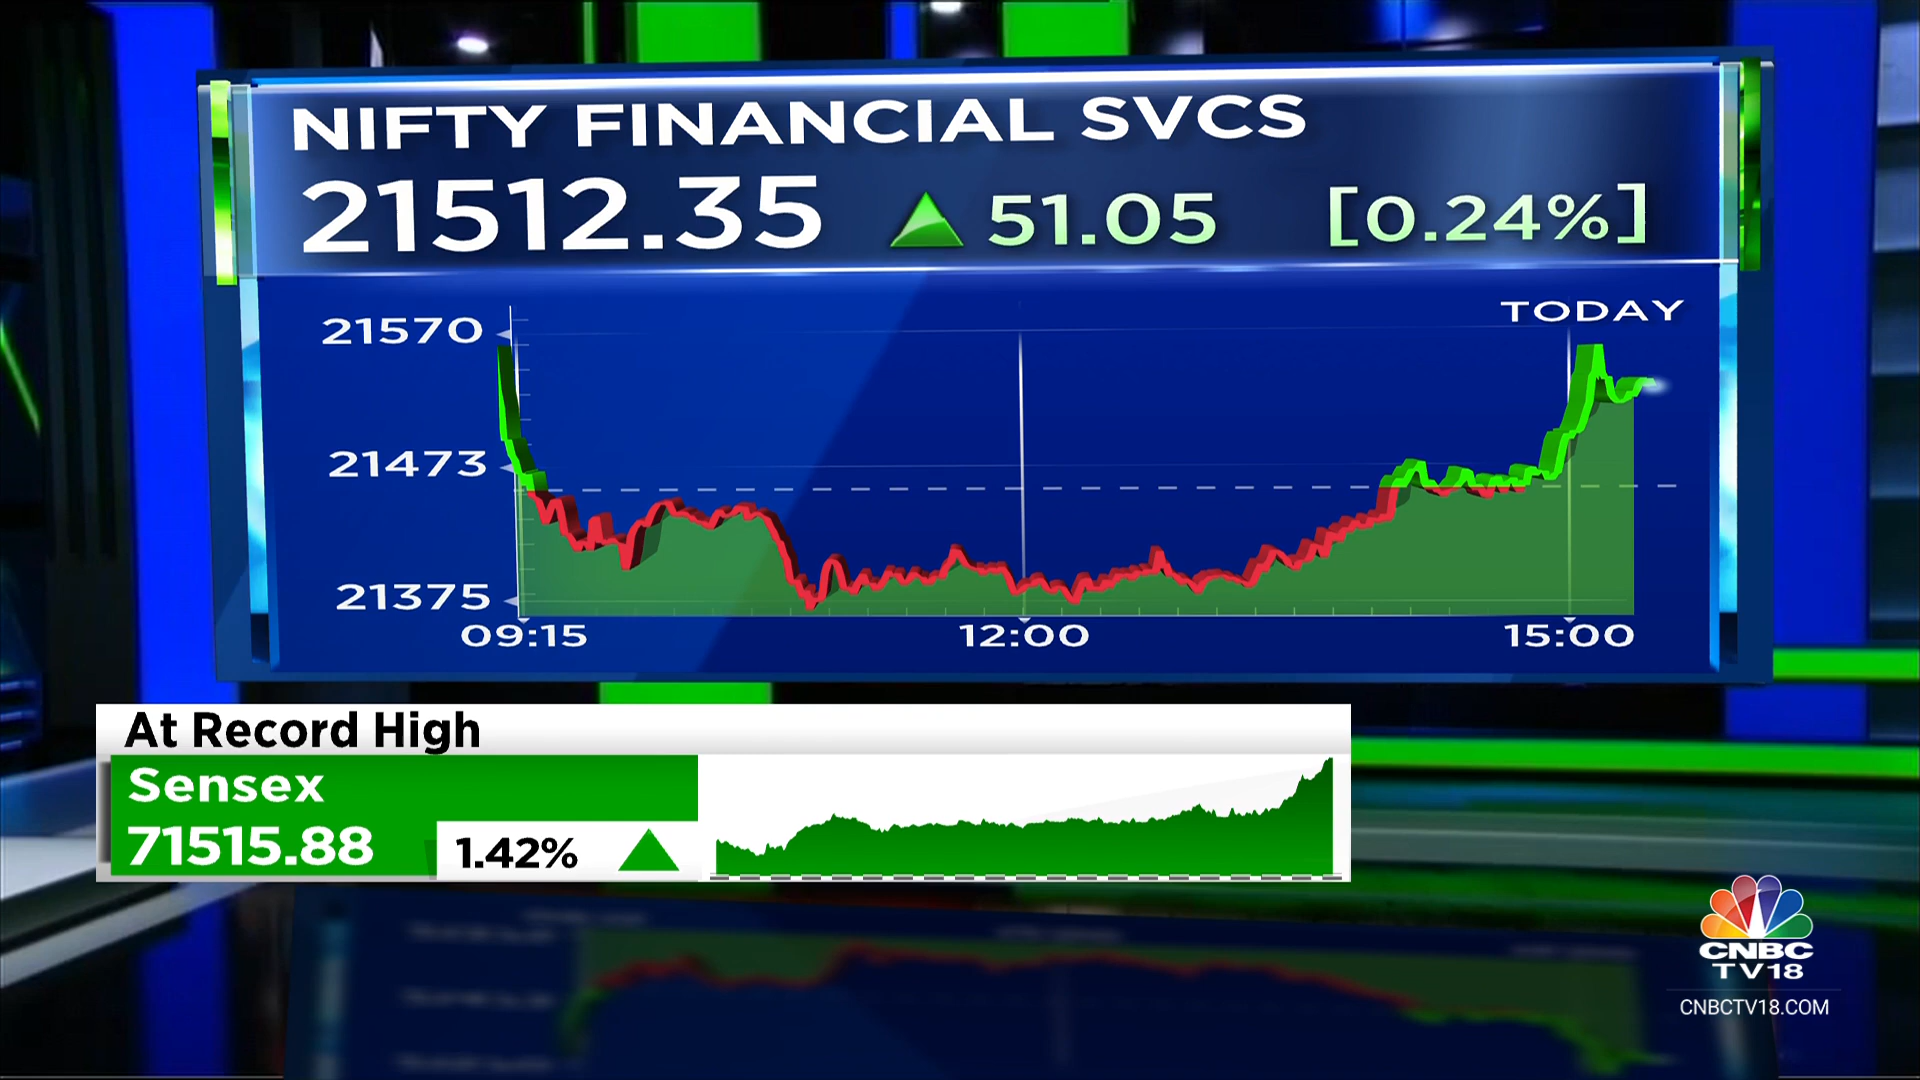 NIFTY FINANCIAL SVCS
21512.35 ▲ 51.05 [0.24%]
TODAY
21570
21473
21375
09:15 12:00 15:00
At Record High
Sensex
71515.88 1.42% ▲
CNBC
TV18
CNBCTV18.COM